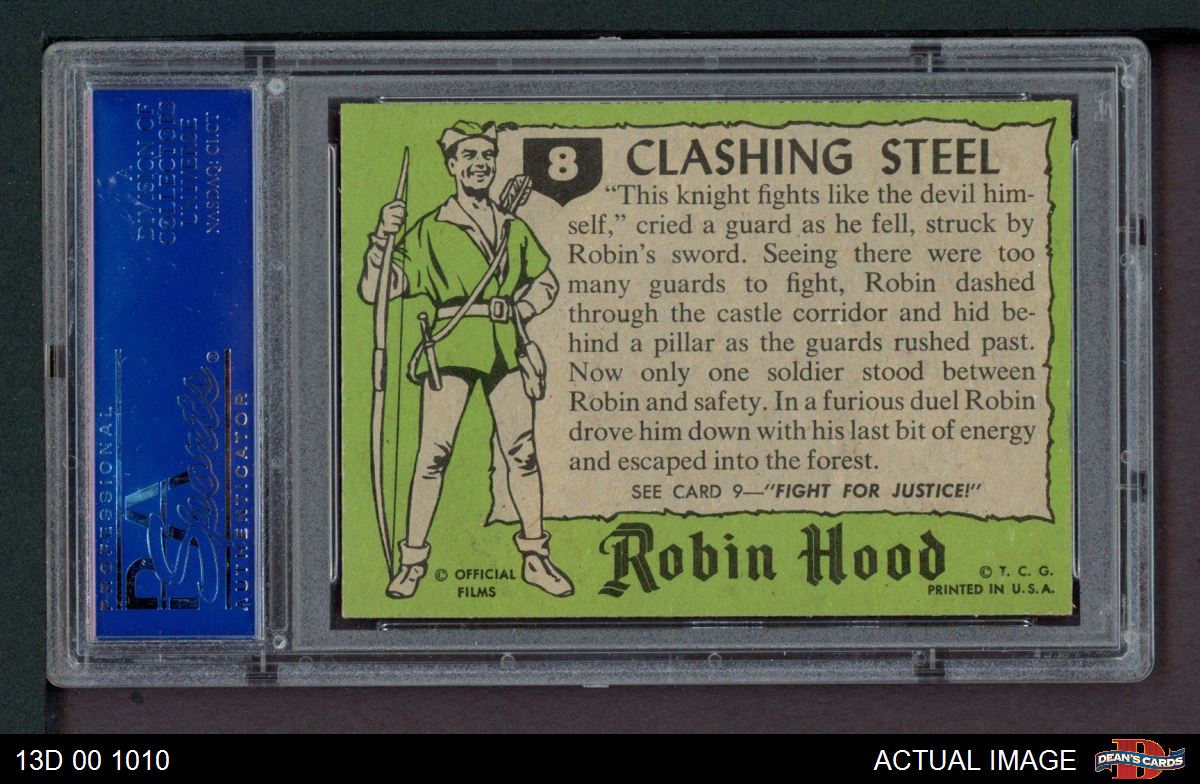 A
DIVISION OF
COLLECTORS
UNIVERSE
NASDAQ: CLCT
PROFESSIONAL
PSA
Sports®
AUTHENTICATOR
8
CLASHING STEEL
“This knight fights like the devil him-
self,” cried a guard as he fell, struck by
Robin's sword. Seeing there were too
many guards to fight, Robin dashed
through the castle corridor and hid be-
hind a pillar as the guards rushed past.
Now only one soldier stood between
Robin and safety. In a furious duel Robin
drove him down with his last bit of energy
and escaped into the forest.
SEE CARD 9—"FIGHT FOR JUSTICE!"
Robin Hood
© OFFICIAL
FILMS
© T. C. G.
PRINTED IN U.S.A.
13D 00 1010
ACTUAL IMAGE
D
DEAN'S CARDS